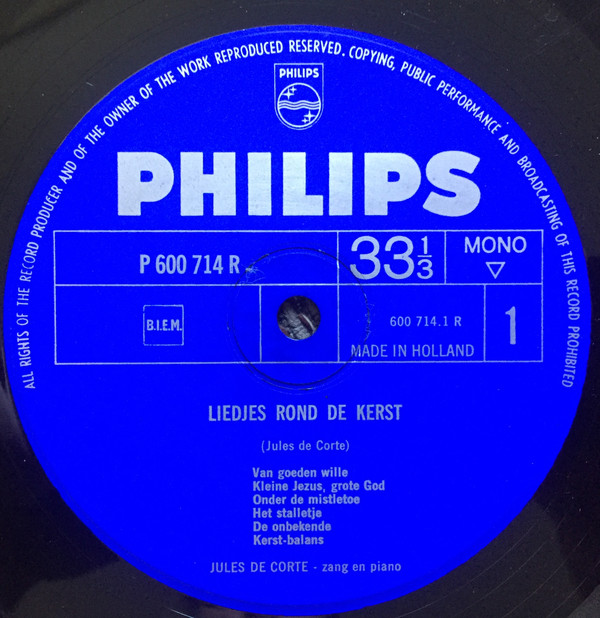 ALL RIGHTS OF THE RECORD PRODUCER AND OF THE OWNER OF THE WORK REPRODUCED RESERVED. COPYING, PUBLIC PERFORMANCE AND BROADCASTING OF THIS RECORD PROHIBITED
PHILIPS
PHILIPS
P 600 714 R
33 1/3
MONO
B.I.E.M.
600 714.1 R
MADE IN HOLLAND
1
LIEDJES ROND DE KERST
(Jules de Corte)
Van goeden wille
Kleine Jezus, grote God
Onder de mistletoe
Het stalletje
De onbekende
Kerst-balans
JULES DE CORTE - zang en piano